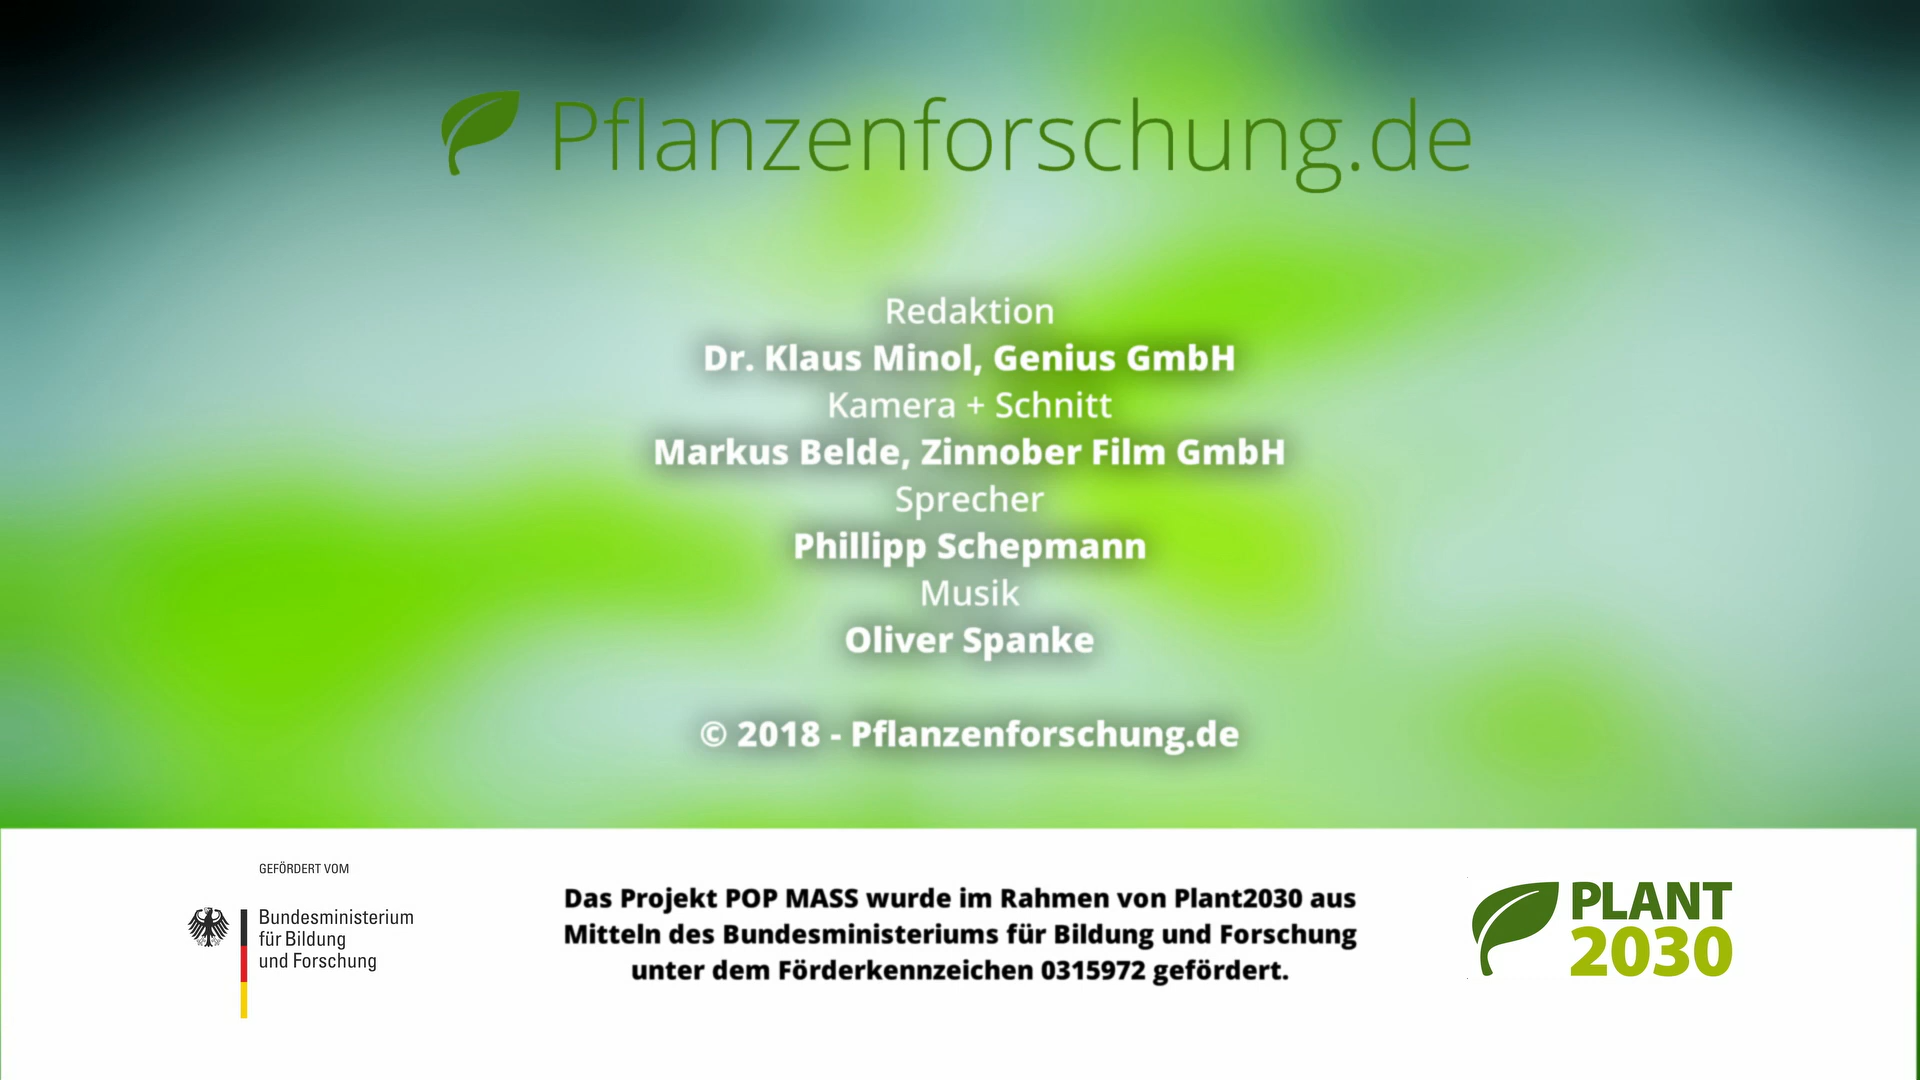 Pflanzenforschung.de
Redaktion
Dr. Klaus Minol, Genius GmbH
Kamera + Schnitt
Markus Belde, Zinnober Film GmbH
Sprecher
Phillipp Schepmann
Musik
Oliver Spanke
© 2018 - Pflanzenforschung.de
GEFÖRDERT VOM
Bundesministerium
für Bildung
und Forschung
Das Projekt POP MASS wurde im Rahmen von Plant2030 aus
Mitteln des Bundesministeriums für Bildung und Forschung
unter dem Förderkennzeichen 0315972 gefördert.
PLANT
2030